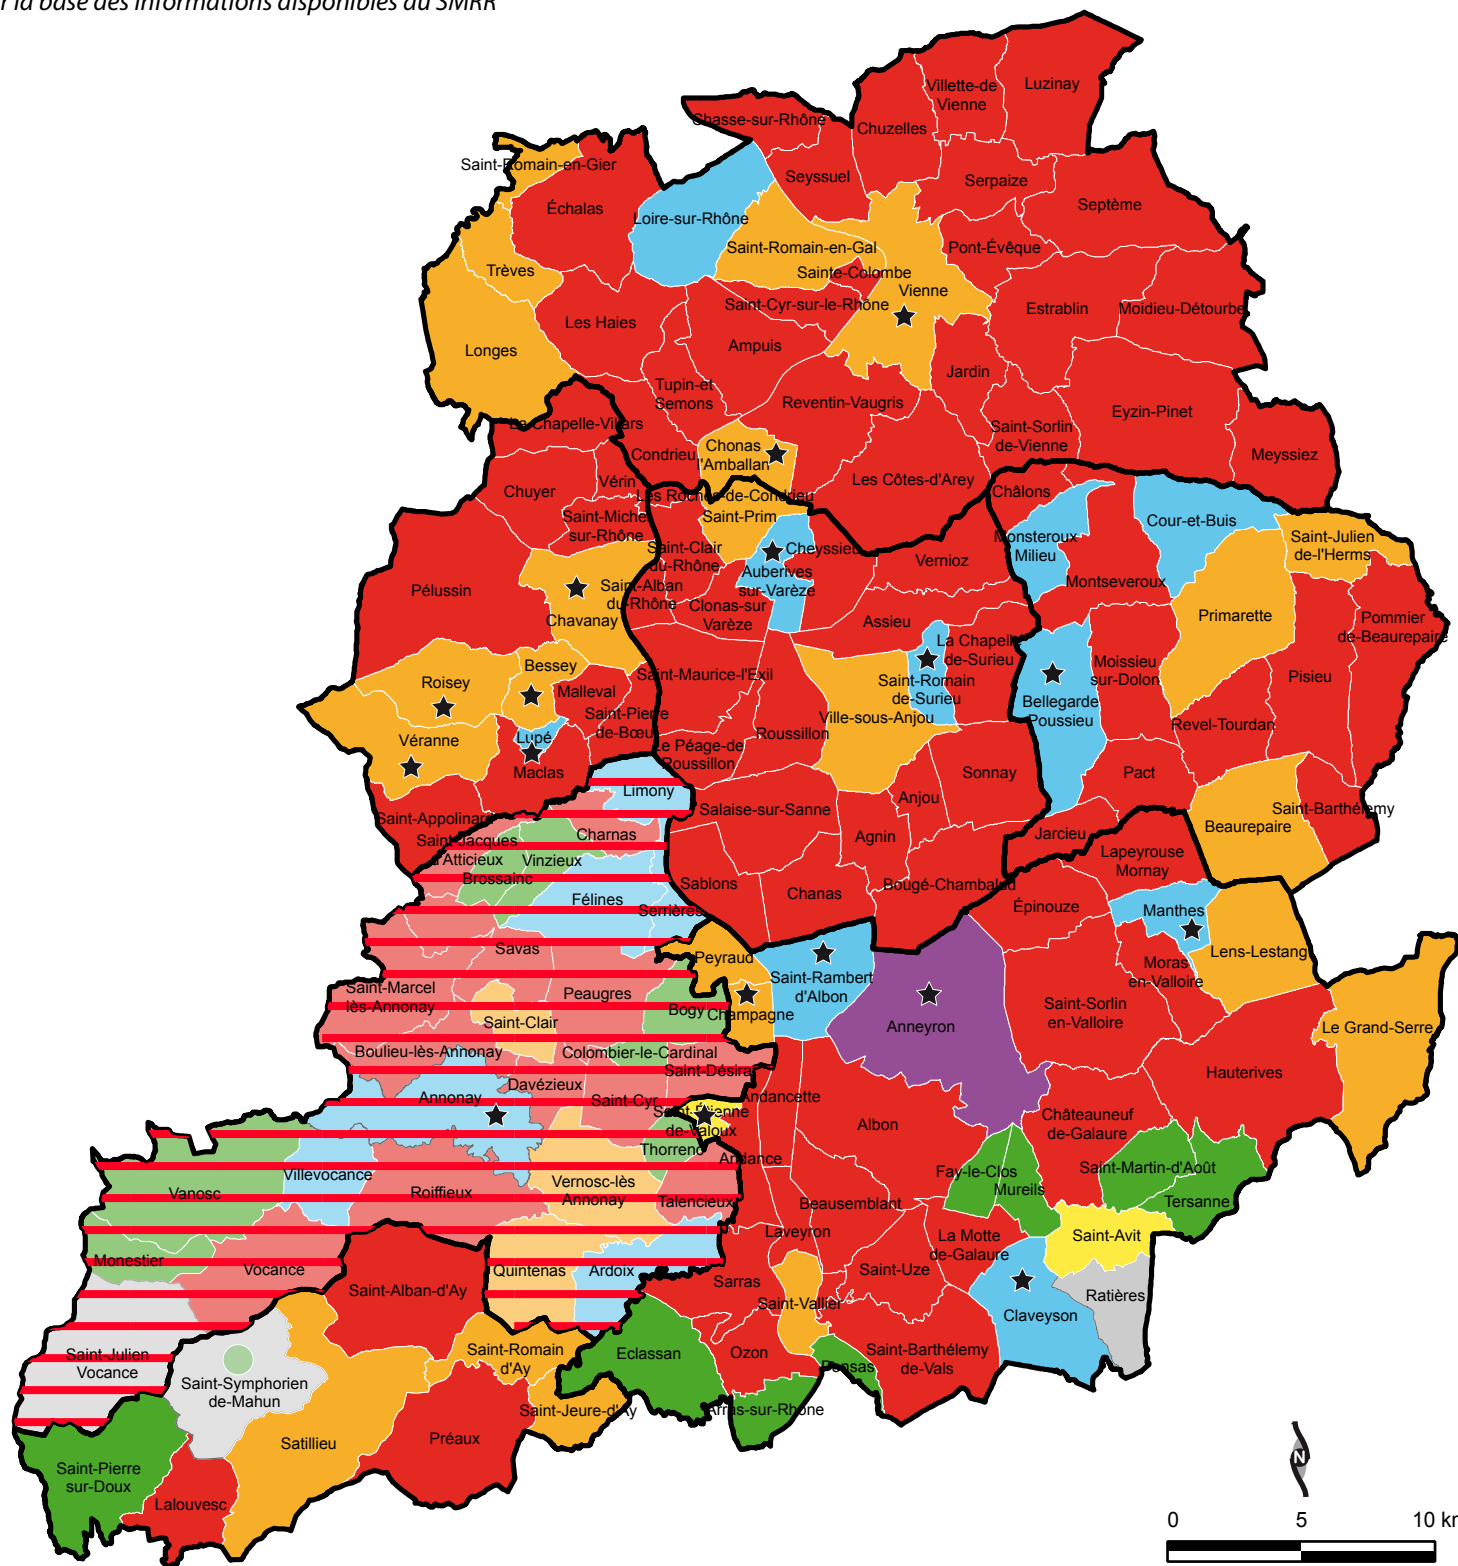 r la base des informations disponibles au SMRR
Luzinay
Villette-de
Vienne
Chasse-sur-Rhône
Chuzelles
Saint-Romain-en-Gier
Seyssuel
Serpaize
Échalas
Septème
Loire-sur-Rhône
Saint-Romain-en-Gal
Pont-Évêque
Trèves
Sainte-Colombe
Vienne
Saint-Cyr-sur-le-Rhône
Estrablin
Moidieu-Détourbe
Les Haies
Longes
Ampuis
Jardin
Tupin-et
Semons
Reventin-Vaugris
Eyzin-Pinet
La Chapelle-Villars
Saint-Sorlin
de-Vienne
Condrieu
Chonas
l'Amballan
Meyssiez
Les Côtes-d'Arey
Vérin
Chuyer
Les Roches-de-Condrieu
Châlons
Saint-Michel
sur-Rhône
Saint-Prim
Cour-et-Buis
Monsteroux
Milieu
Saint-Julien
de-l'Herms
Saint-Clair
du-Rhône
Cheyssieu
Vernioz
Auberives
sur-Varèze
Montseveroux
Pélussin
Saint-Alban
du-Rhône
Clonas-sur
Varèze
Chavanay
Assieu
Primarette
Pommier
de-Beaurepaire
La Chapelle
de-Surieu
Bessey
Roisey
Malleval
Saint-Maurice-l'Exil
Saint-Romain
de-Surieu
Moissieu
sur-Dolon
Pisieu
Bellegarde
Poussieu
Saint-Pierre
de-Bœuf
Ville-sous-Anjou
Revel-Tourdan
Véranne
Lupé
Roussillon
Le Péage-de
Roussillon
Maclas
Sonnay
Pact
Limony
Anjou
Saint-Appolinard
Salaise-sur-Sanne
Saint-Barthélemy
Saint-Jacques
d'Atticieux
Charnas
Agnin
Jarcieu
Beaurepaire
Vinzieux
Lapeyrouse
Mornay
Brossainc
Sablons
Chanas
Bougé-Chambalud
Félines
Serrières
Épinouze
Manthes
Savas
Peyraud
Lens-Lestang
Saint-Rambert
d'Albon
Moras
en-Valloire
Saint-Marcel
lès-Annonay
Peaugres
Bogy
Champagne
Saint-Sorlin
en-Valloire
Saint-Clair
Anneyron
Le Grand-Serre
Boulieu-lès-Annonay
Colombier-le-Cardinal
Saint-Désirat
Hauterives
Davézieux
Annonay
Saint-Cyr
Andancette
Saint-Étienne
de-Valoux
Albon
Châteauneuf
de-Galaure
Thorrenc
Andance
Villevocance
Fay-le-Clos
Saint-Martin-d'Août
Vanosc
Roiffieux
Vernosc-lès
Annonay
Talencieux
Mureils
Tersanne
Beausemblant
Laveyron
La Motte
de-Galaure
Saint-Avit
Monestier
Vocance
Quintenas
Ardoix
Saint-Uze
Saint-Alban-d'Ay
Sarras
Saint-Vallier
Ratières
Claveyson
Saint-Julien
Vocance
Saint-Romain
d'Ay
Eclassan
Ozon
Ponsas
Saint-Barthélemy
de-Vals
Saint-Symphorien
de-Mahun
Saint-Jeure-d'Ay
Arras-sur-Rhône
Satillieu
Préaux
Saint-Pierre
sur-Doux
Lalouvesc
N
0 5 10 km